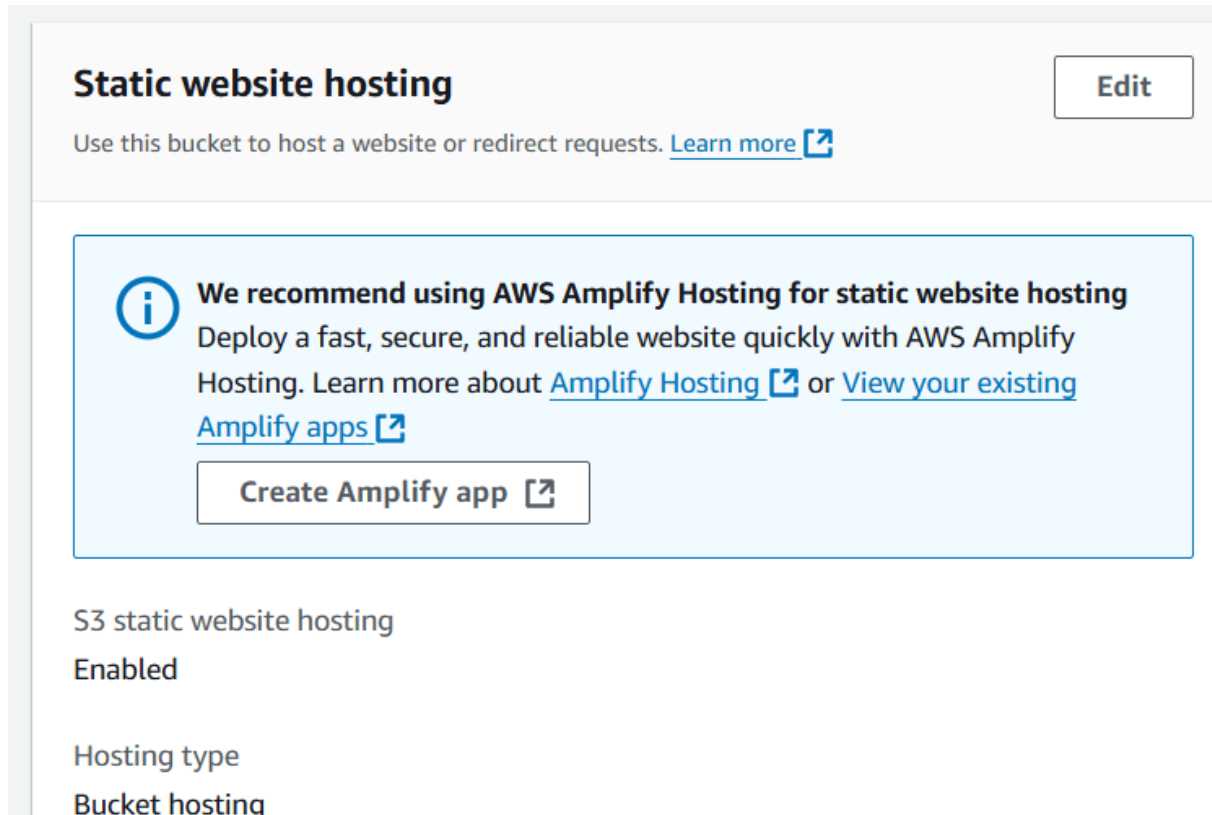 Static website hosting
Edit
Use this bucket to host a website or redirect requests. Learn more
We recommend using AWS Amplify Hosting for static website hosting
Deploy a fast, secure, and reliable website quickly with AWS Amplify
Hosting. Learn more about Amplify Hosting or View your existing
Amplify apps
Create Amplify app
S3 static website hosting
Enabled
Hosting type
Bucket hosting